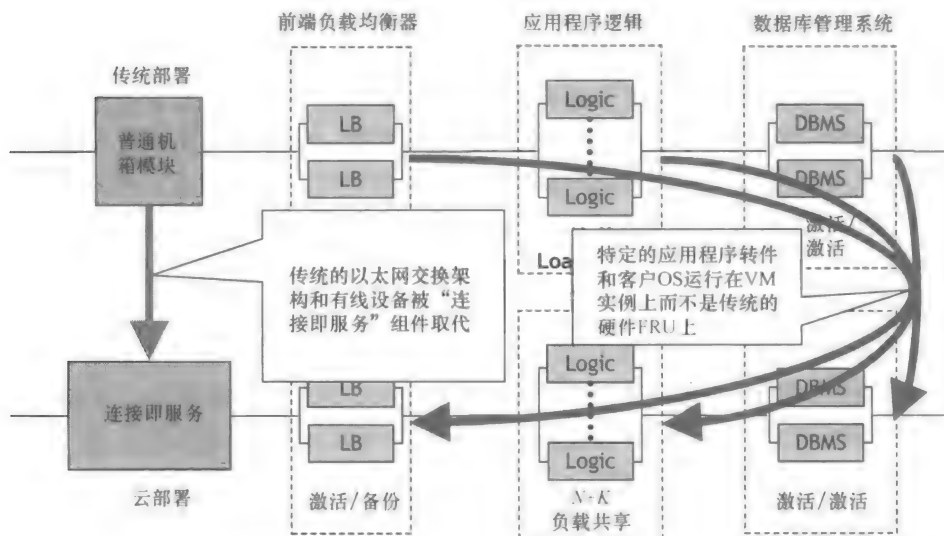 前端负载均衡器
应用程序逻辑
数据库管理系统
传统部署
普通机
箱模块
LB
LB
Logic
Logic
DBMS
DBMS
激活/
激活
Loa
传统的以太网交换架
构和有线设备被“连
接即服务”组件取代
特定的应用程序转件
和客户OS运行在VM
实例上而不是传统的
硬件FRU上
连接即服务
云部署
LB
LB
激活/备份
Logic
Logic
N-K
负载共享
DBMS
DBMS
激活/激活